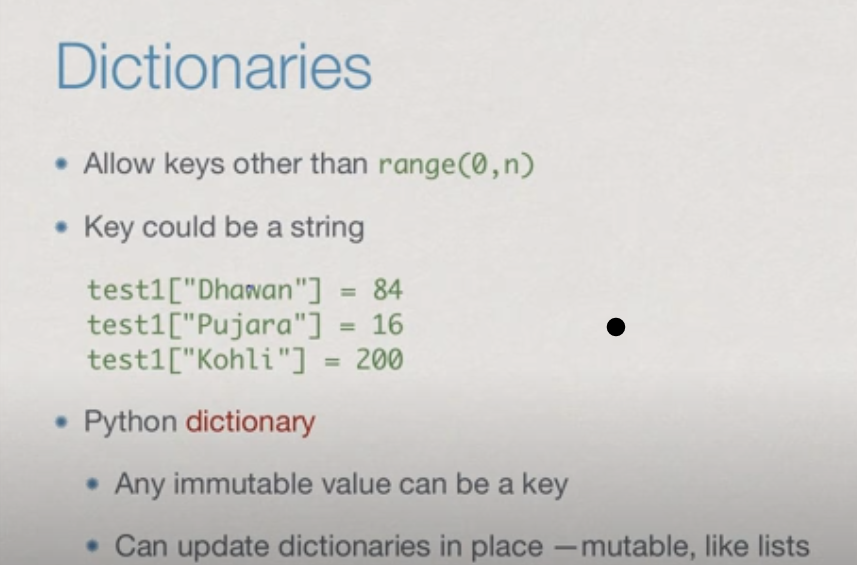 Dictionaries
Allow keys other than range(0,n)
Key could be a string
test1["Dhawan"] = 84
test1["Pujara"] = 16
test1["Kohli"] = 200
Python dictionary
Any immutable value can be a key
Can update dictionaries in place —mutable, like lists